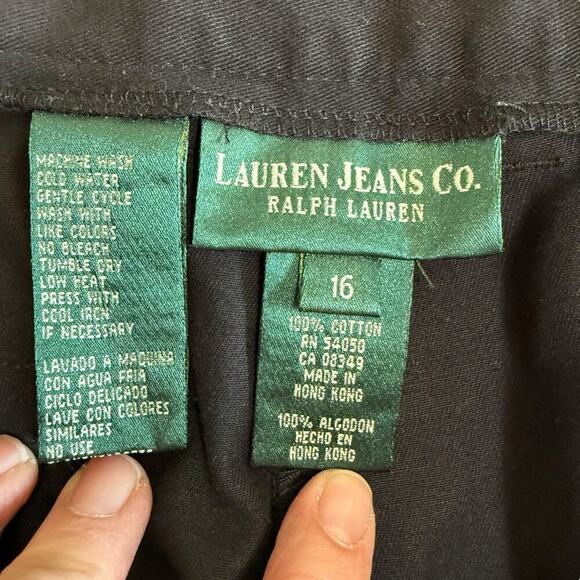 MACHINE WASH
COLD WATER
GENTLE CYCLE
WASH WITH
LIKE COLORS
NO BLEACH
TUMBLE DRY
LOW HEAT
PRESS WITH
COOL IRON
IF NECESSARY
LAVADO A MAQUINA
CON AGUA FRIA
CICLO DELICADO
LAVE CON COLORES
SIMILARES
NO USE
LAUREN JEANS CO.
RALPH LAUREN
16
100% COTTON
RN 54050
CA 08349
MADE IN
HONG KONG
100% ALGODON
HECHO EN
HONG KONG